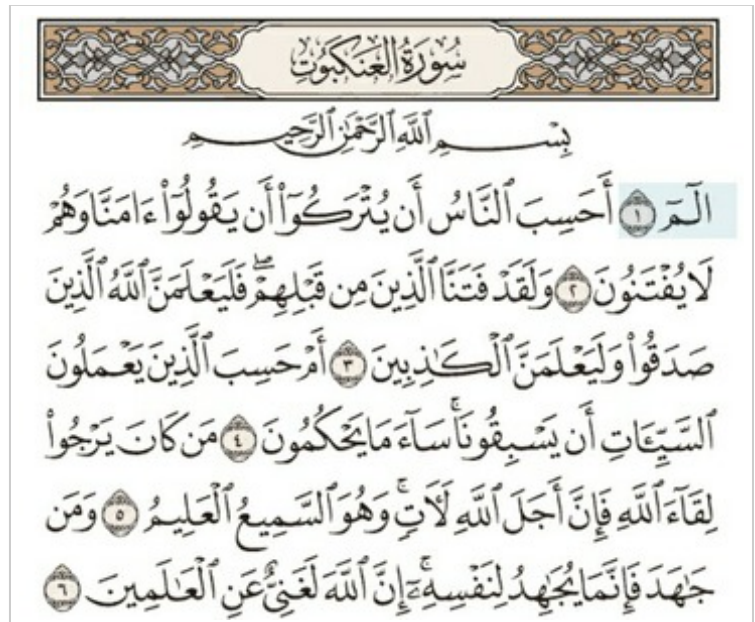 سُورَةُ العَنكَبُوتِ
بِسْمِ ٱللَّهِ ٱلرَّحْمَٰنِ ٱلرَّحِيمِ
الٓمٓ ١ أَحَسِبَ ٱلنَّاسُ أَن يُتْرَكُوٓا۟ أَن يَقُولُوٓا۟ ءَامَنَّا وَهُمْ
لَا يُفْتَنُونَ ٢ وَلَقَدْ فَتَنَّا ٱلَّذِينَ مِن قَبْلِهِمْ ۖ فَلَيَعْلَمَنَّ ٱللَّهُ ٱلَّذِينَ
صَدَقُوا۟ وَلَيَعْلَمَنَّ ٱلْكَـٰذِبِينَ ٣ أَمْ حَسِبَ ٱلَّذِينَ يَعْمَلُونَ
ٱلسَّيِّـَٔاتِ أَن يَسْبِقُونَا ۚ سَآءَ مَا يَحْكُمُونَ ٤ مَن كَانَ يَرْجُوا۟
لِقَآءَ ٱللَّهِ فَإِنَّ أَجَلَ ٱللَّهِ لَـَٔاتٍ ۚ وَهُوَ ٱلسَّمِيعُ ٱلْعَلِيمُ ٥ وَمَن
جَـٰهَدَ فَإِنَّمَا يُجَـٰهِدُ لِنَفْسِهِۦٓ ۚ إِنَّ ٱللَّهَ لَغَنِىٌّ عَنِ ٱلْعَـٰلَمِينَ ٦